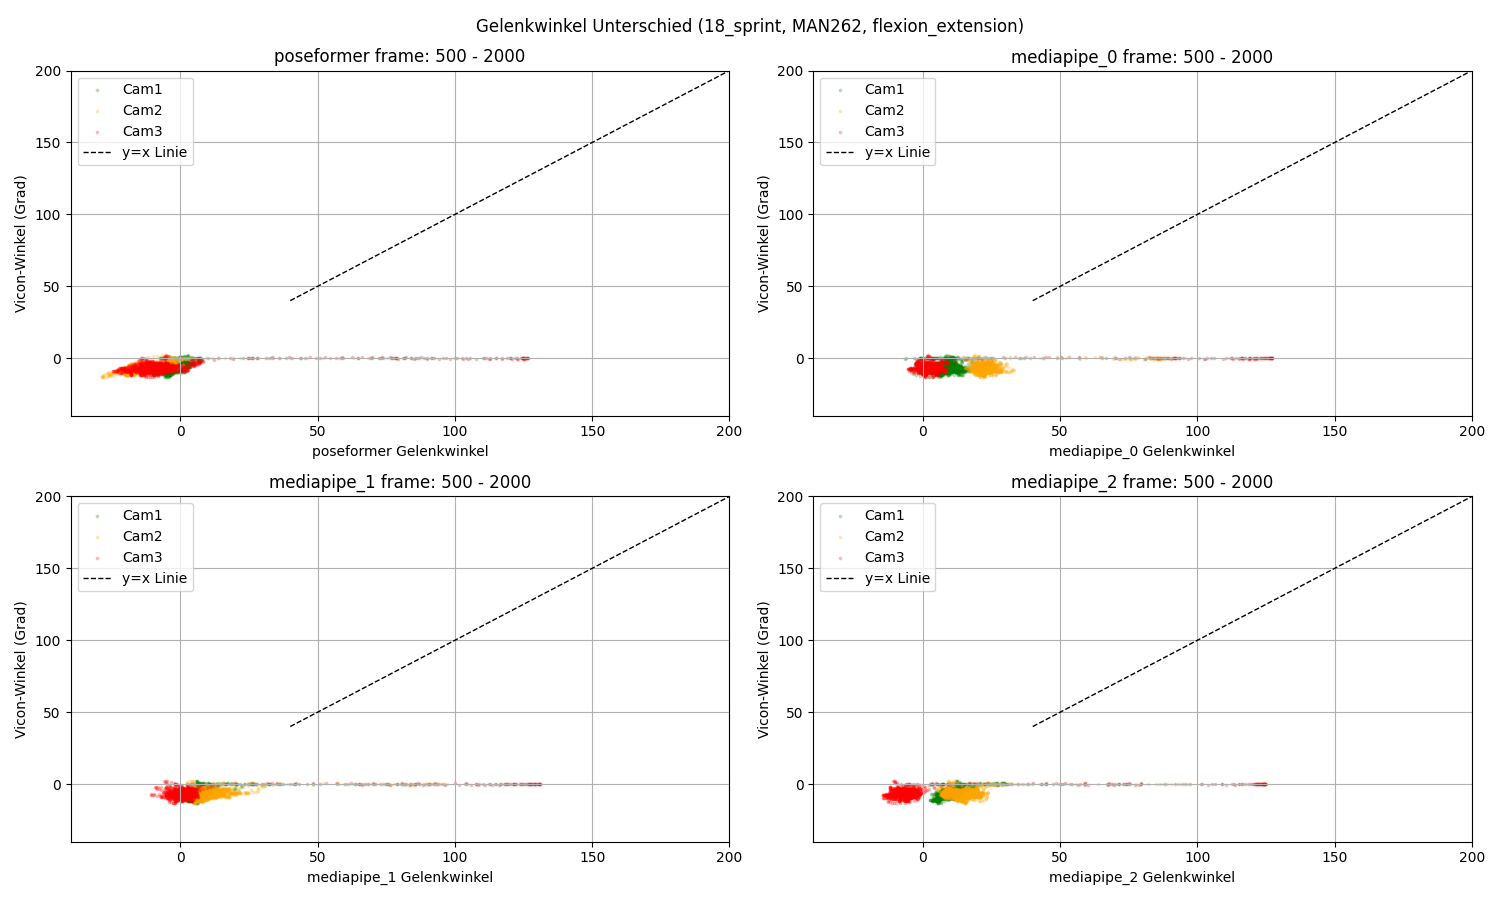 Gelenkwinkel Unterschied (18_sprint, MAN262, flexion_extension)
poseformer frame: 500 - 2000
200
150
100
50
0
Vicon-Winkel (Grad)
Cam1
Cam2
Cam3
y=x Linie
0 50 100 150 200
poseformer Gelenkwinkel
mediapipe_0 frame: 500 - 2000
200
150
100
50
0
Vicon-Winkel (Grad)
Cam1
Cam2
Cam3
y=x Linie
0 50 100 150 200
mediapipe_0 Gelenkwinkel
mediapipe_1 frame: 500 - 2000
200
150
100
50
0
Vicon-Winkel (Grad)
Cam1
Cam2
Cam3
y=x Linie
0 50 100 150 200
mediapipe_1 Gelenkwinkel
mediapipe_2 frame: 500 - 2000
200
150
100
50
0
Vicon-Winkel (Grad)
Cam1
Cam2
Cam3
y=x Linie
0 50 100 150 200
mediapipe_2 Gelenkwinkel